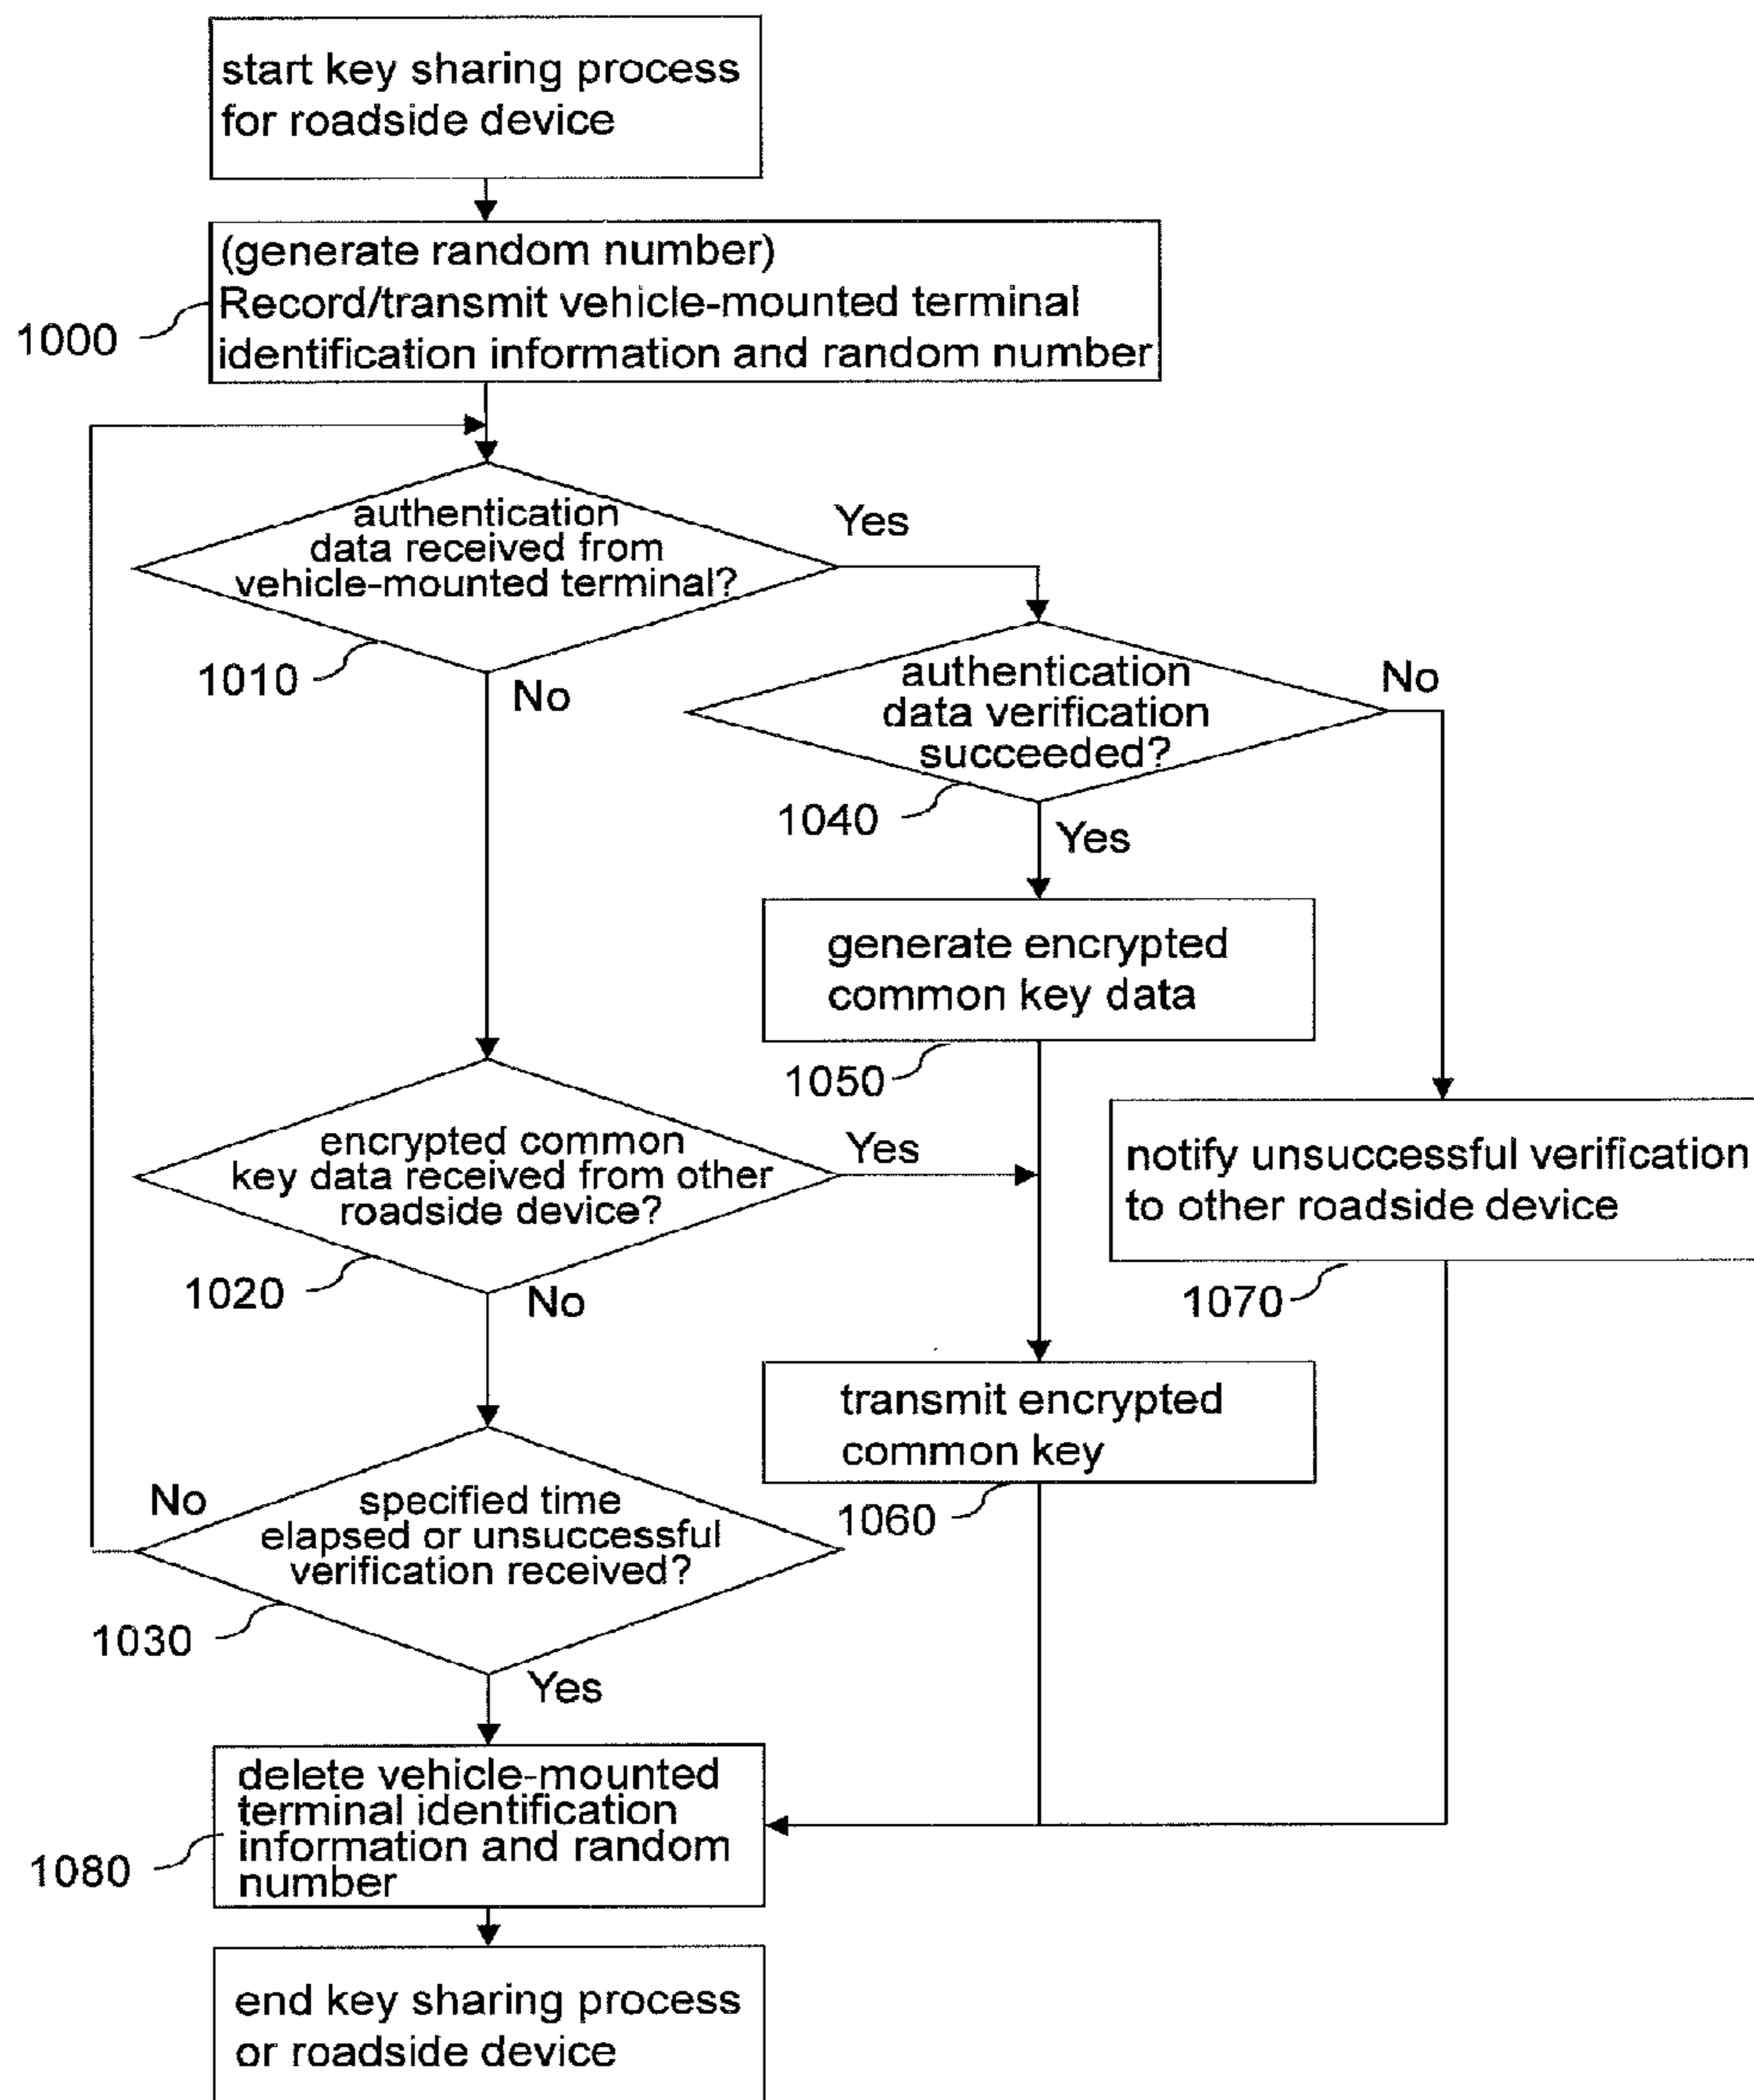 start key sharing process
for roadside device
(generate random number)
Record/transmit vehicle-mounted terminal
identification information and random number
1000
authentication
data received from
vehicle-mounted terminal?
Yes
1010
No
authentication
data verification
succeeded?
No
1040
Yes
generate encrypted
common key data
1050
encrypted common
key data received from other
roadside device?
Yes
1020
No
notify unsuccessful verification
to other roadside device
1070
transmit encrypted
common key
1060
specified time
elapsed or unsuccessful
verification received?
No
1030
Yes
delete vehicle-mounted
terminal identification
information and random
number
1080
end key sharing process
or roadside device